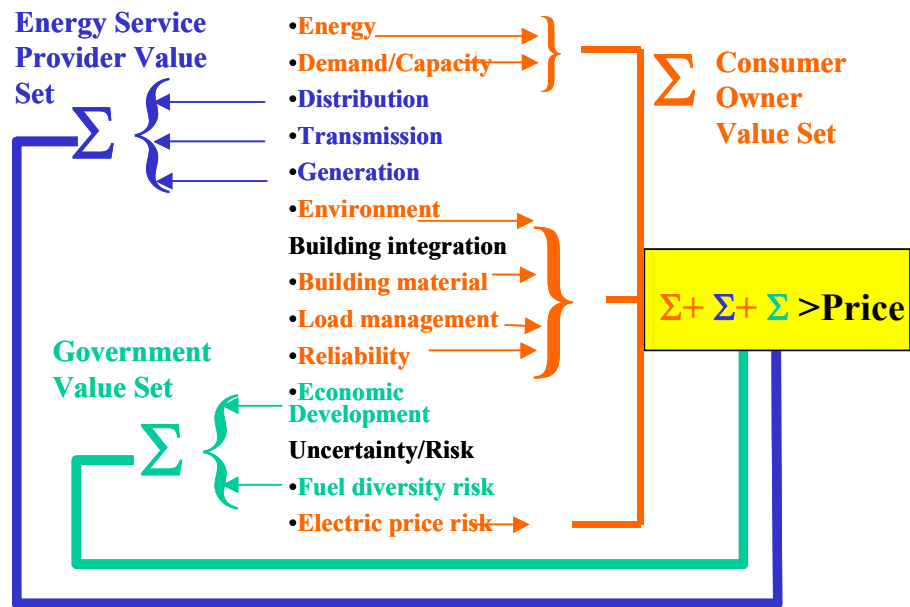 Energy Service
Provider Value
Set
Σ
•Energy
•Demand/Capacity
•Distribution
•Transmission
•Generation
•Environment
Building integration
•Building material
•Load management
•Reliability
•Economic
Development
Uncertainty/Risk
•Fuel diversity risk
•Electric price risk
Σ
Consumer
Owner
Value Set
Σ+ Σ+ Σ >Price
Government
Value Set
Σ